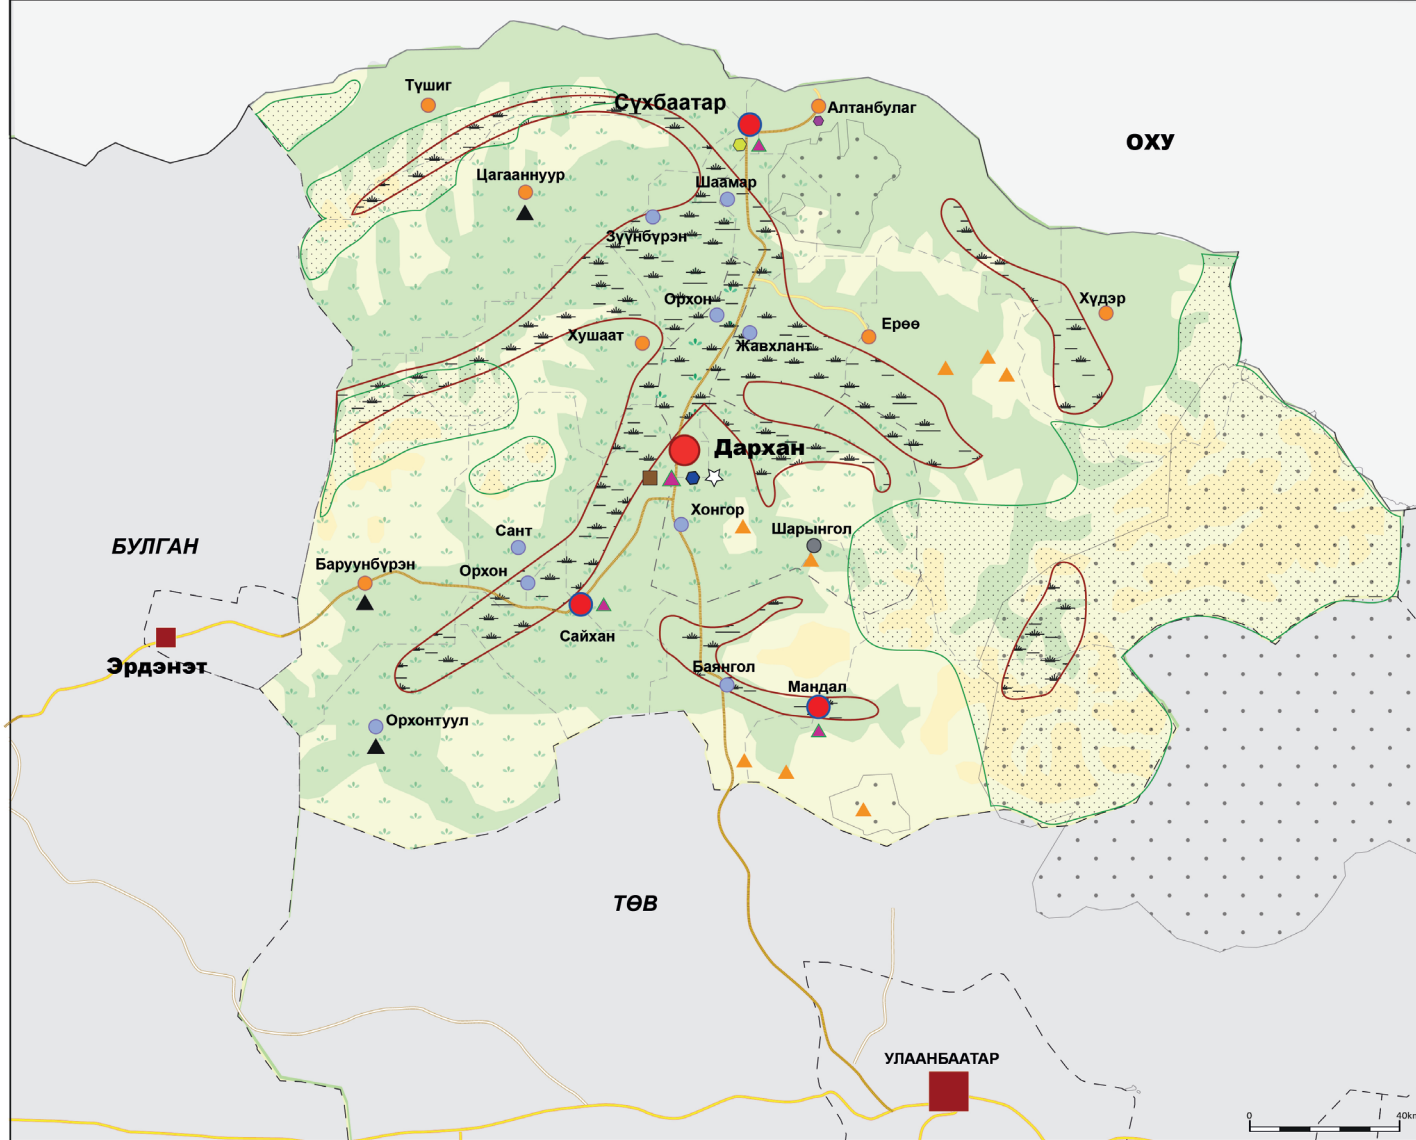 Түшиг
Сүхбаатар
Алтанбулаг
ОХУ
Цагааннуур
Шаамар
Зүүнбүрэн
Орхон
Хүдэр
Ерөө
Хушаат
Жавхлант
Дархан
Хонгор
Шарынгол
Сант
БУЛГАН
Баруунбүрэн
Орхон
Сайхан
Эрдэнэт
Баянгол
Мандал
Орхонтуул
ТӨВ
УЛААНБААТАР
0 40km